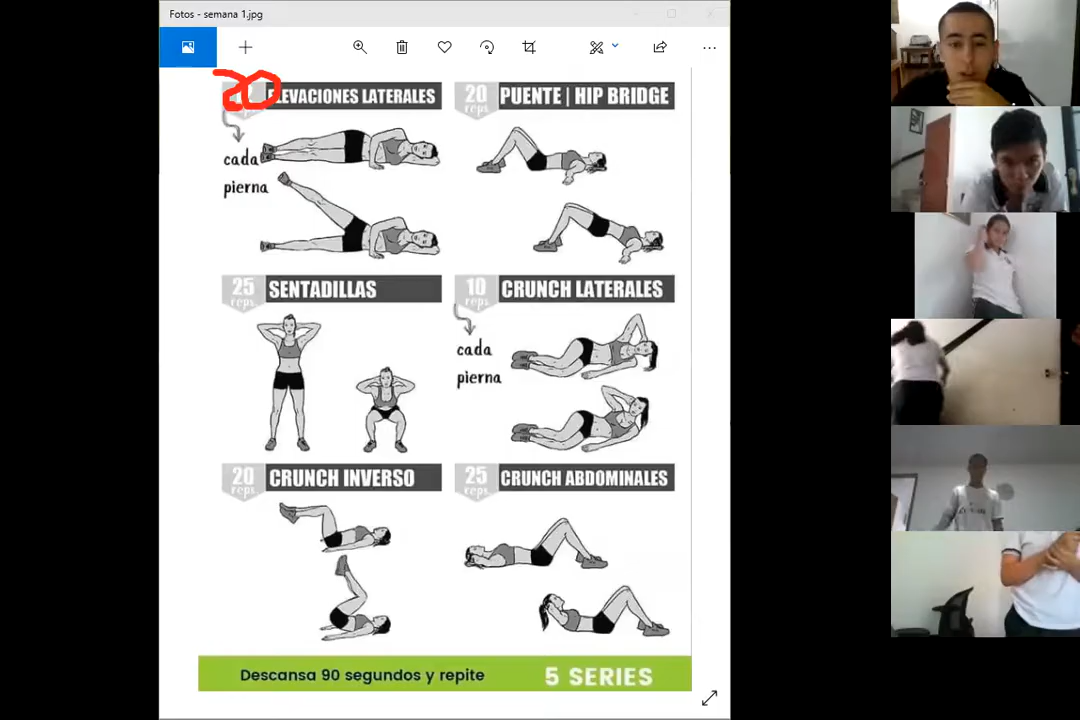 Fotos - semana 1.jpg
20
ELEVACIONES LATERALES
cada
pierna
20 reps
PUENTE | HIP BRIDGE
25 reps
SENTADILLAS
10 reps
CRUNCH LATERALES
cada
pierna
20 reps
CRUNCH INVERSO
25 reps
CRUNCH ABDOMINALES
Descansa 90 segundos y repite
5 SERIES